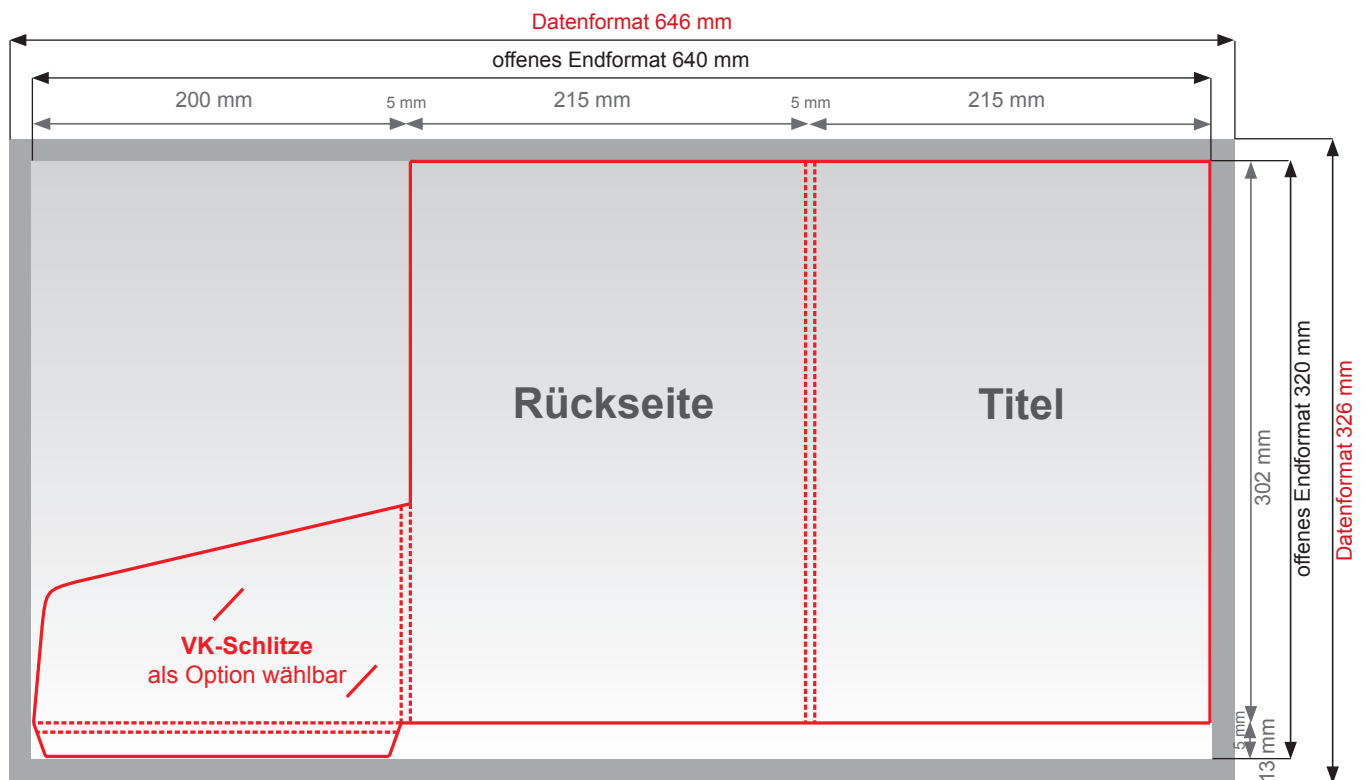 Datenformat 646 mm
offenes Endformat 640 mm
200 mm
5 mm
215 mm
5 mm
215 mm
Rückseite
Titel
302 mm
offenes Endformat 320 mm
Datenformat 326 mm
VK-Schlitze
als Option wählbar
5 mm
13 mm